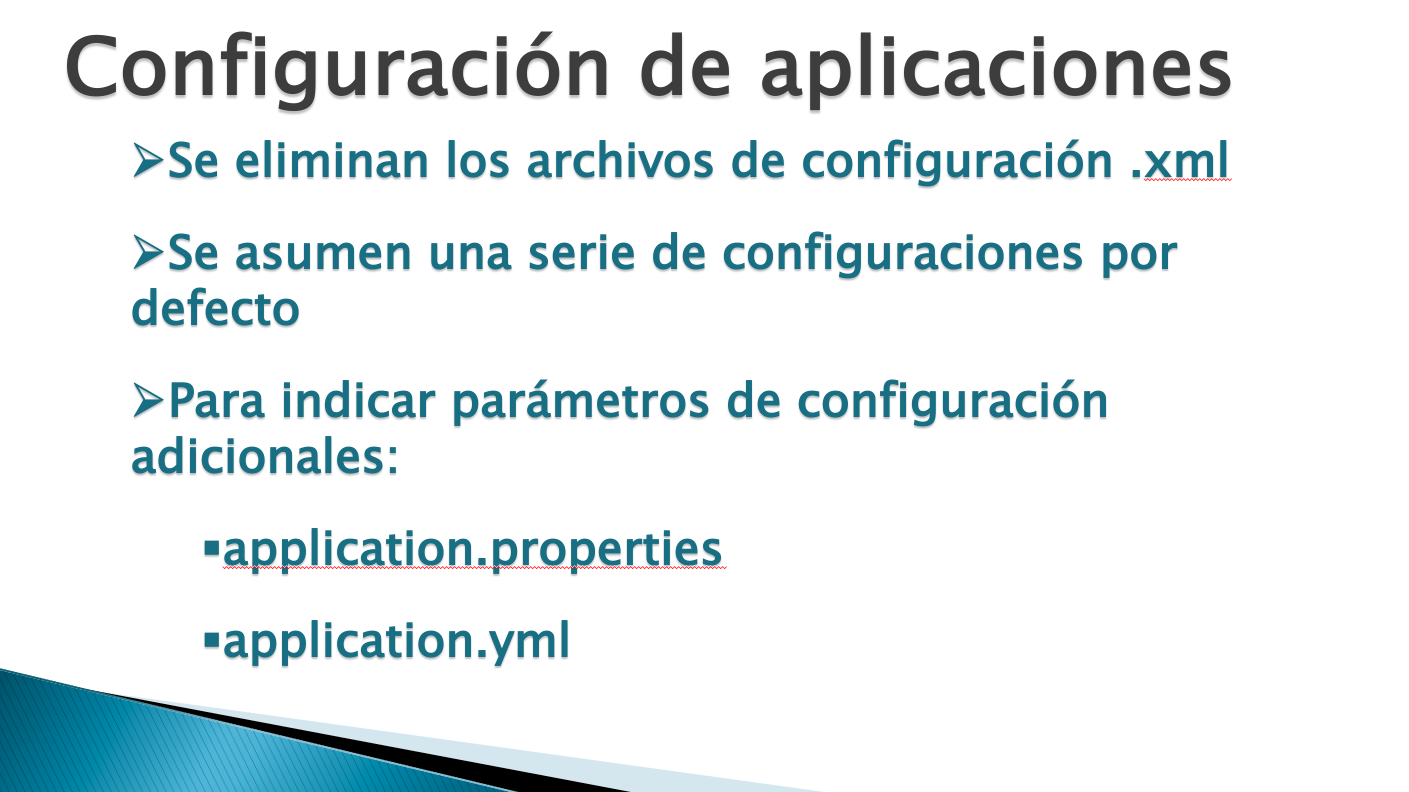 Configuración de aplicaciones
➢Se eliminan los archivos de configuración .xml
➢Se asumen una serie de configuraciones por
defecto
➢Para indicar parámetros de configuración
adicionales:
▪application.properties
▪application.yml